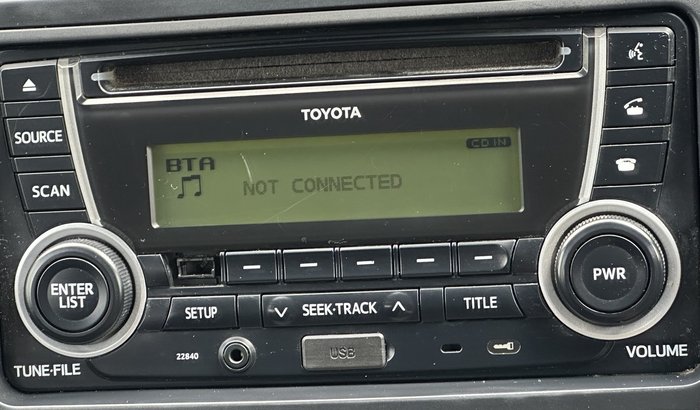 TOYOTA
CD IN
BTA
NOT CONNECTED
SOURCE
SCAN
ENTER
LIST
TUNE·FILE
SETUP
SEEK·TRACK
TITLE
PWR
VOLUME
22840
USB